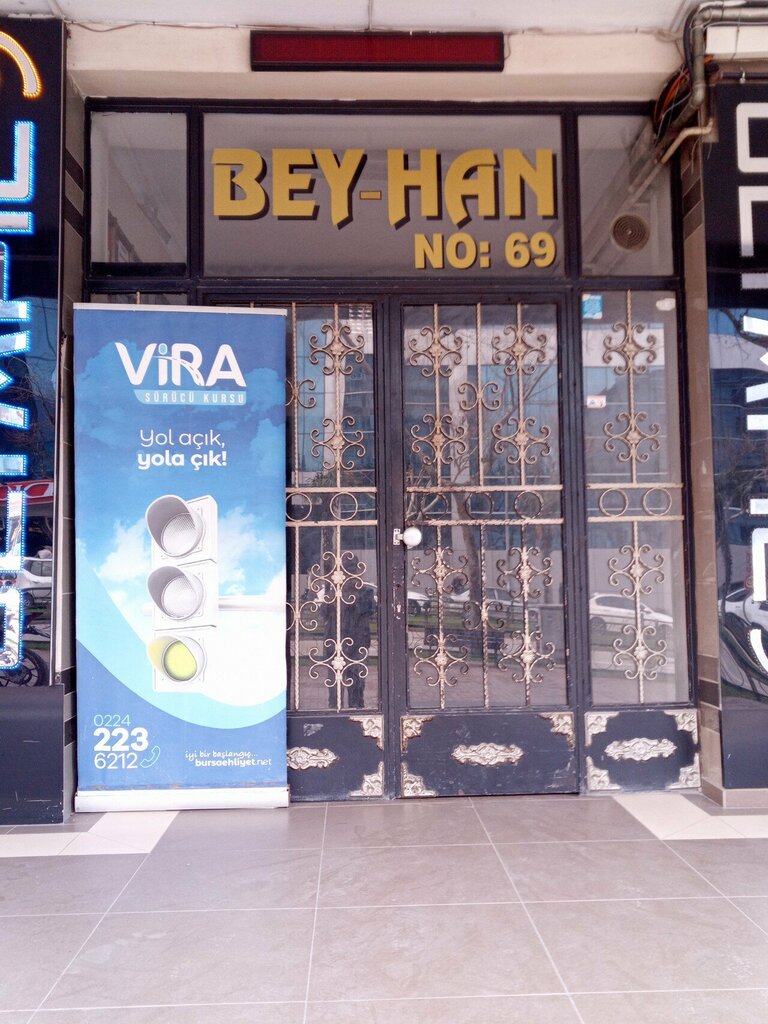 BEY-HAN
NO: 69
ViRA
SÜRÜCÜ KURSU
Yol açık,
yola çık!
0224
223
6212
iyi bir başlangıç...
bursaehliyet.net